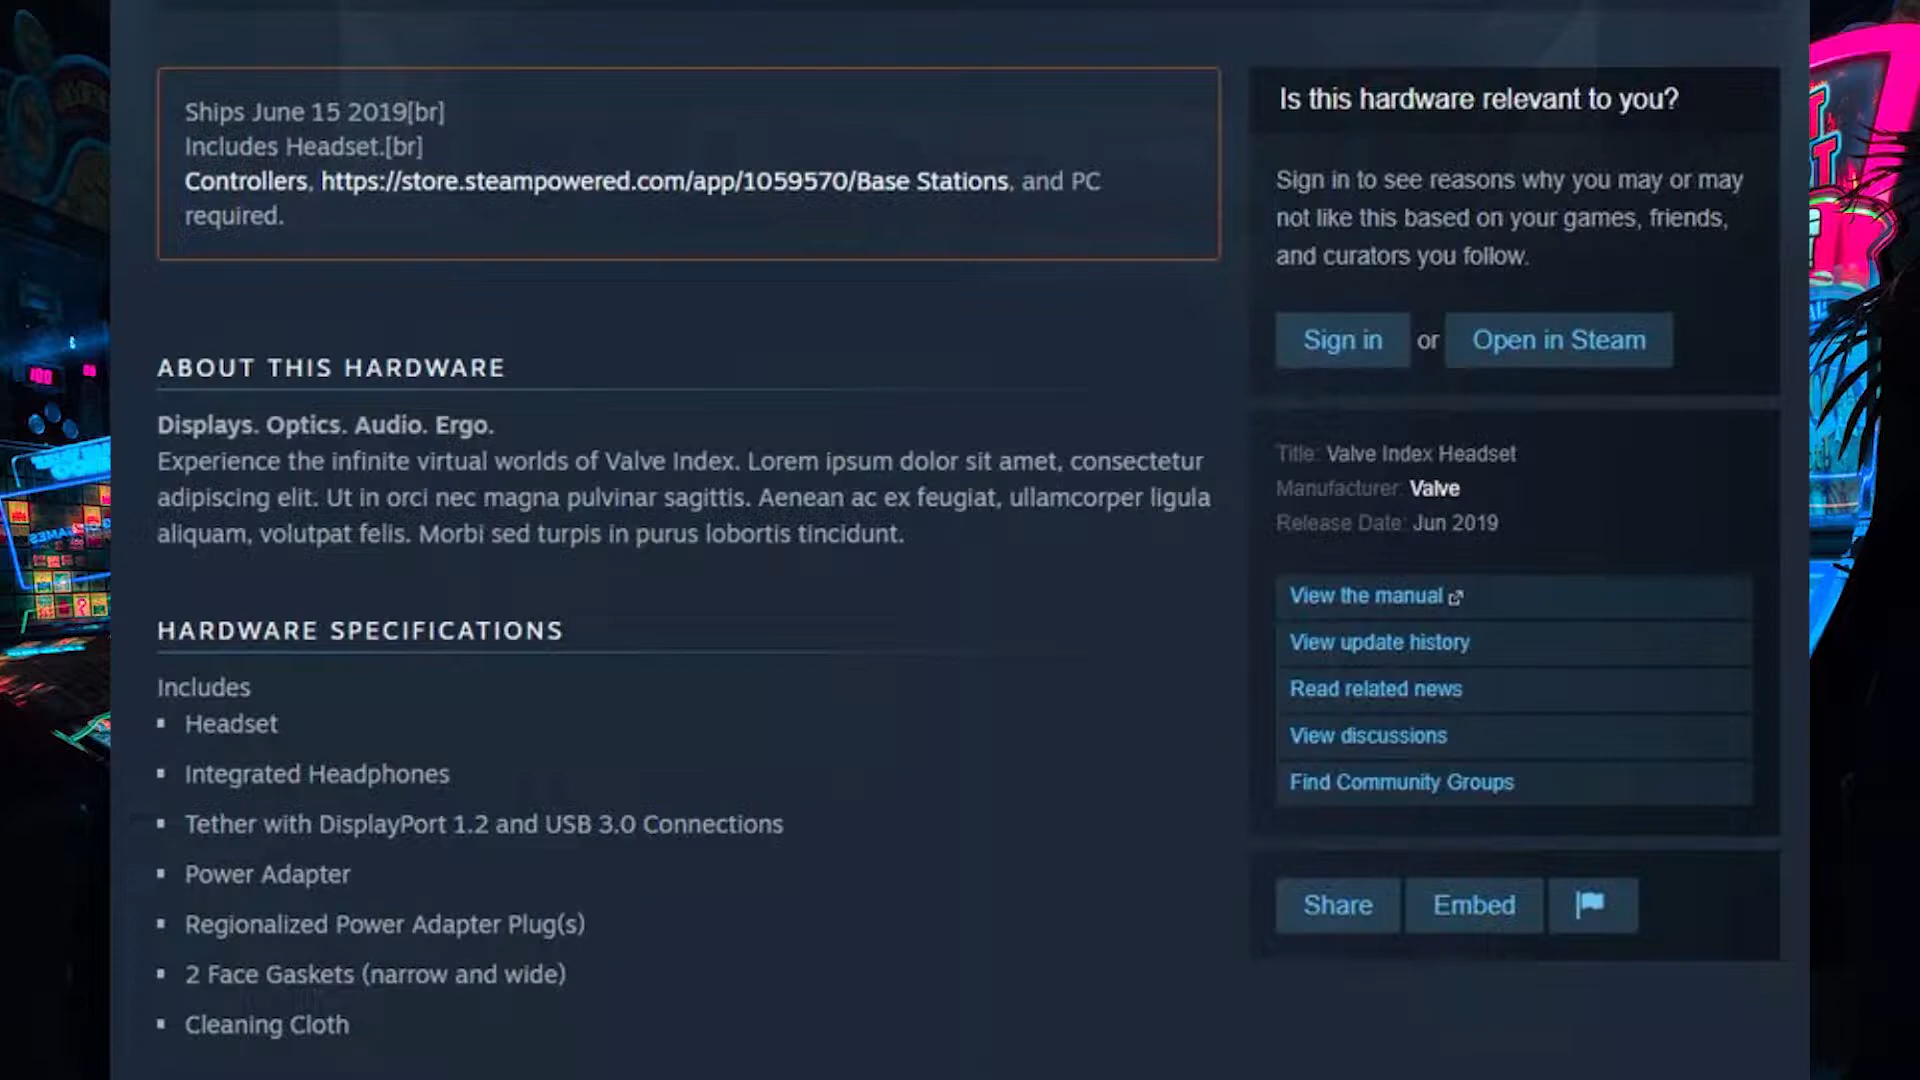 Ships June 15 2019[br]
Includes Headset.[br]
Controllers, https://store.steampowered.com/app/1059570/Base Stations, and PC
required.
ABOUT THIS HARDWARE
Displays. Optics. Audio. Ergo.
Experience the infinite virtual worlds of Valve Index. Lorem ipsum dolor sit amet, consectetur
adipiscing elit. Ut in orci nec magna pulvinar sagittis. Aenean ac ex feugiat, ullamcorper ligula
aliquam, volutpat felis. Morbi sed turpis in purus lobortis tincidunt.
HARDWARE SPECIFICATIONS
Includes
▪ Headset
▪ Integrated Headphones
▪ Tether with DisplayPort 1.2 and USB 3.0 Connections
▪ Power Adapter
▪ Regionalized Power Adapter Plug(s)
▪ 2 Face Gaskets (narrow and wide)
▪ Cleaning Cloth
Is this hardware relevant to you?
Sign in to see reasons why you may or may
not like this based on your games, friends,
and curators you follow.
Sign in or Open in Steam
Title: Valve Index Headset
Manufacturer: Valve
Release Date: Jun 2019
View the manual
View update history
Read related news
View discussions
Find Community Groups
Share Embed
100